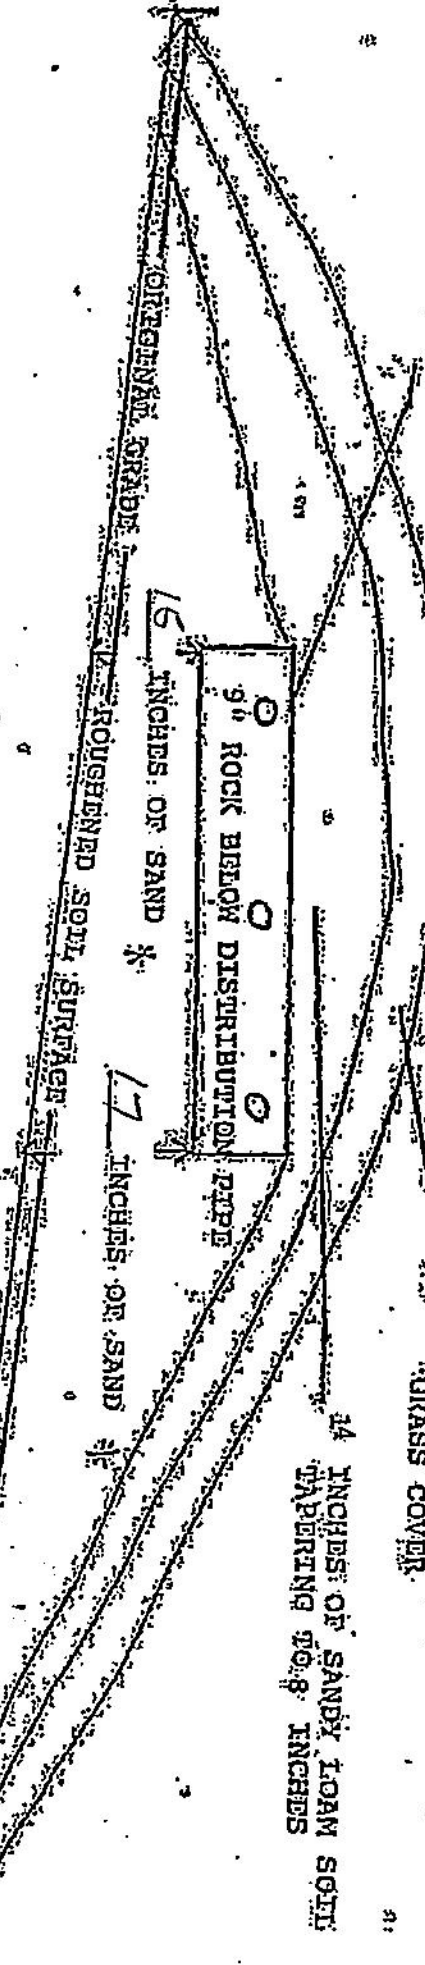 GRASS COVER.
14 INCHES OF SANDY LOAM SOIL
TAPERING TO 8 INCHES
9" ROCK BELOW DISTRIBUTION PIPE
16 INCHES OF SAND *
17 INCHES OF SAND *
ORIGINAL GRADE
ROUGHENED SOIL SURFACE